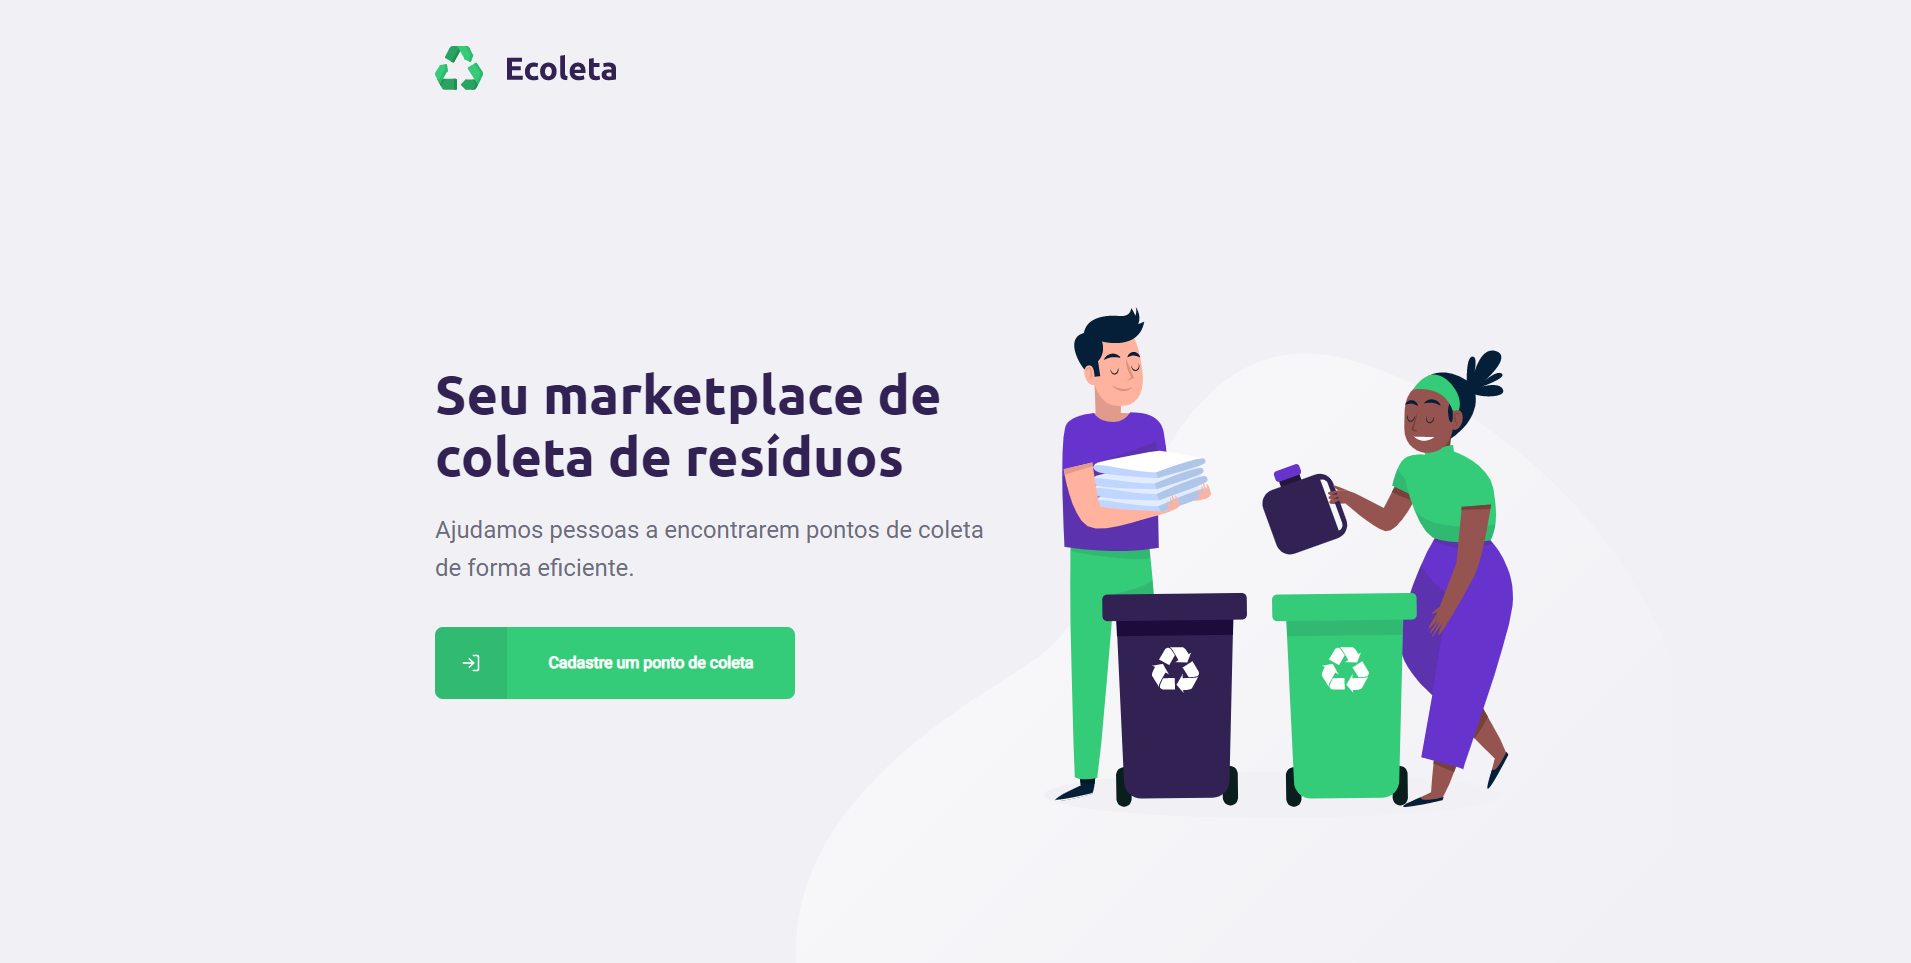 Ecoleta
Seu marketplace de
coleta de resíduos
Ajudamos pessoas a encontrarem pontos de coleta
de forma eficiente.
Cadastre um ponto de coleta